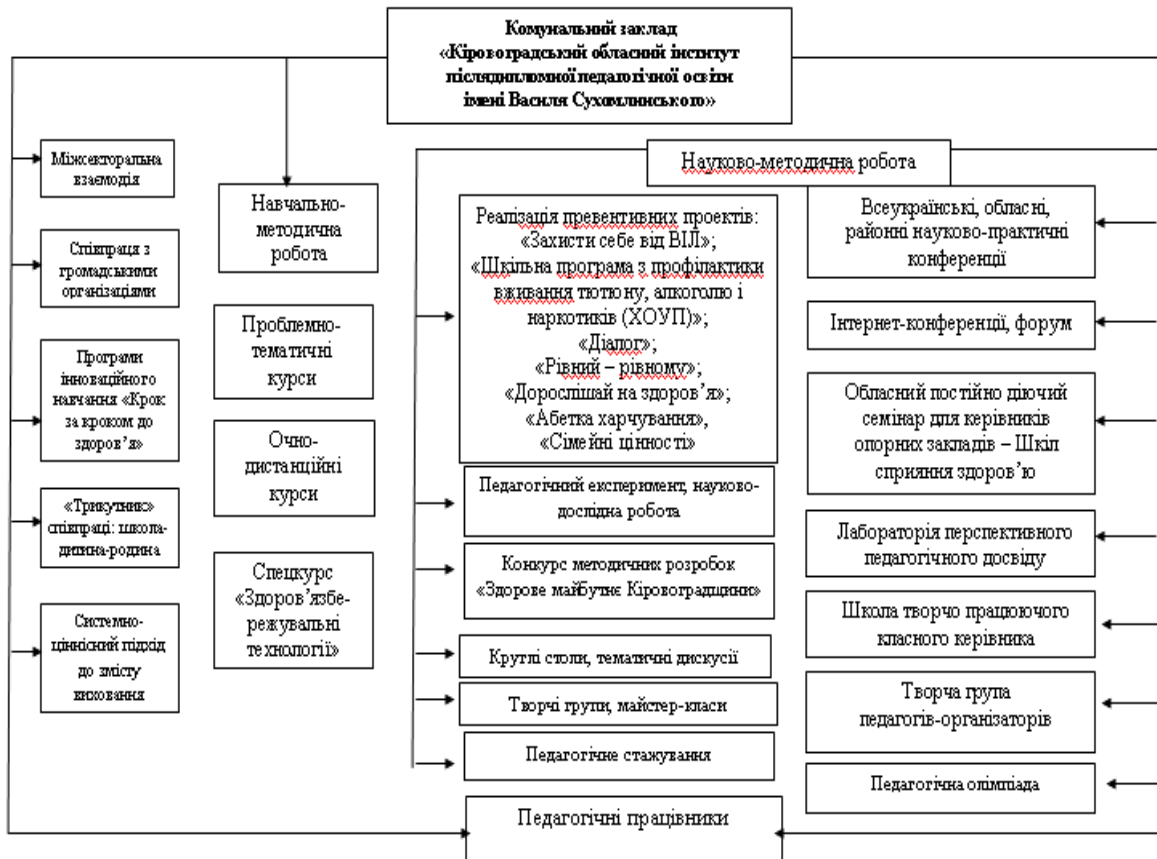 Комунальний заклад
«Кіровоградський обласний інститут
післядипломної педагогічної освіти
імені Василя Сухомлинського»
Міжсекторальна
взаємодія
Співпраця з
громадськими
організаціями
Програми
інноваційного
навчання «Крок
за кроком до
здоров’я»
«Трикутник»
співпраці: школа-
дитина-родина
Системно-
ціннісний підхід
до змісту
виховання
Навчально-
методична
робота
Проблемно-
тематичні
курси
Очно-
дистанційні
курси
Спецкурс
«Здоров’язбе-
режувальні
технології»
Науково-методична робота
Реалізація превентивних проектів:
«Захисти себе від ВІЛ»;
«Шкільна програма з профілактики
вживання тютюну, алкоголю і
наркотиків (ХОУП)»;
«Діалог»;
«Рівний – рівному»;
«Дорослішай на здоров’я»;
«Абетка харчування»,
«Сімейні цінності»
Педагогічний експеримент, науково-
дослідна робота
Конкурс методичних розробок
«Здорове майбутнє Кіровоградщини»
Круглі столи, тематичні дискусії
Творчі групи, майстер-класи
Педагогічне стажування
Всеукраїнські, обласні,
районні науково-практичні
конференції
Інтернет-конференції, форум
Обласний постійно діючий
семінар для керівників
опорних закладів – Шкіл
сприяння здоров’ю
Лабораторія перспективного
педагогічного досвіду
Школа творчо працюючого
класного керівника
Творча група
педагогів-організаторів
Педагогічна олімпіада
Педагогічні працівники